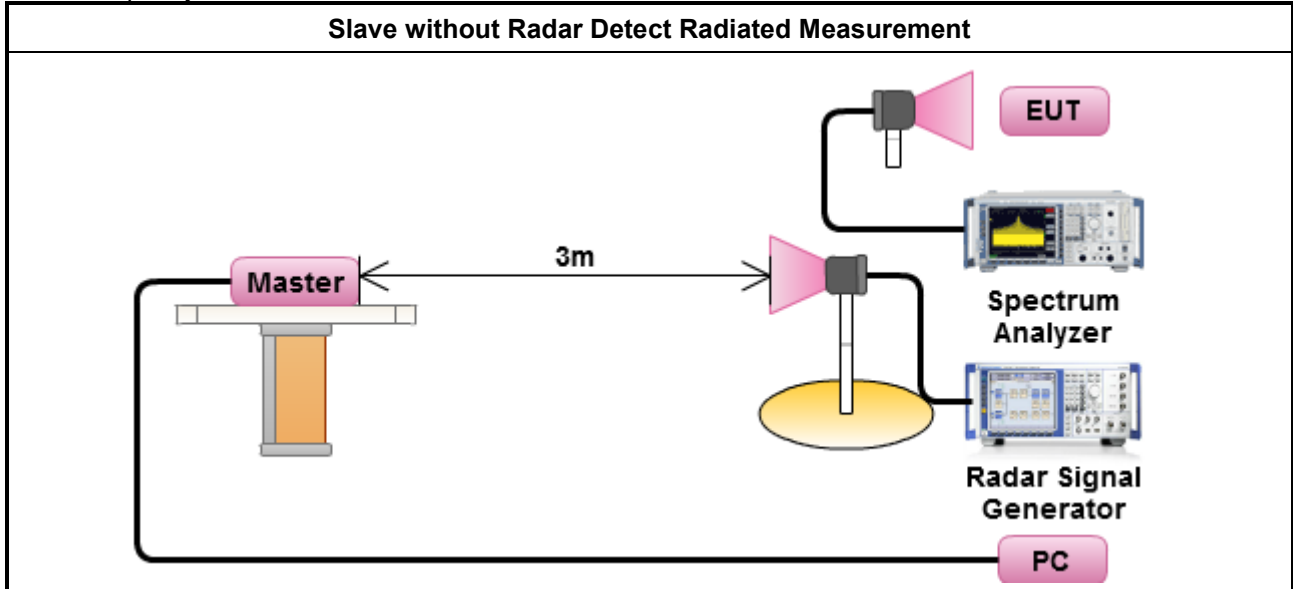 Slave without Radar Detect Radiated Measurement
EUT
3m
Master
Spectrum
Analyzer
Radar Signal
Generator
PC